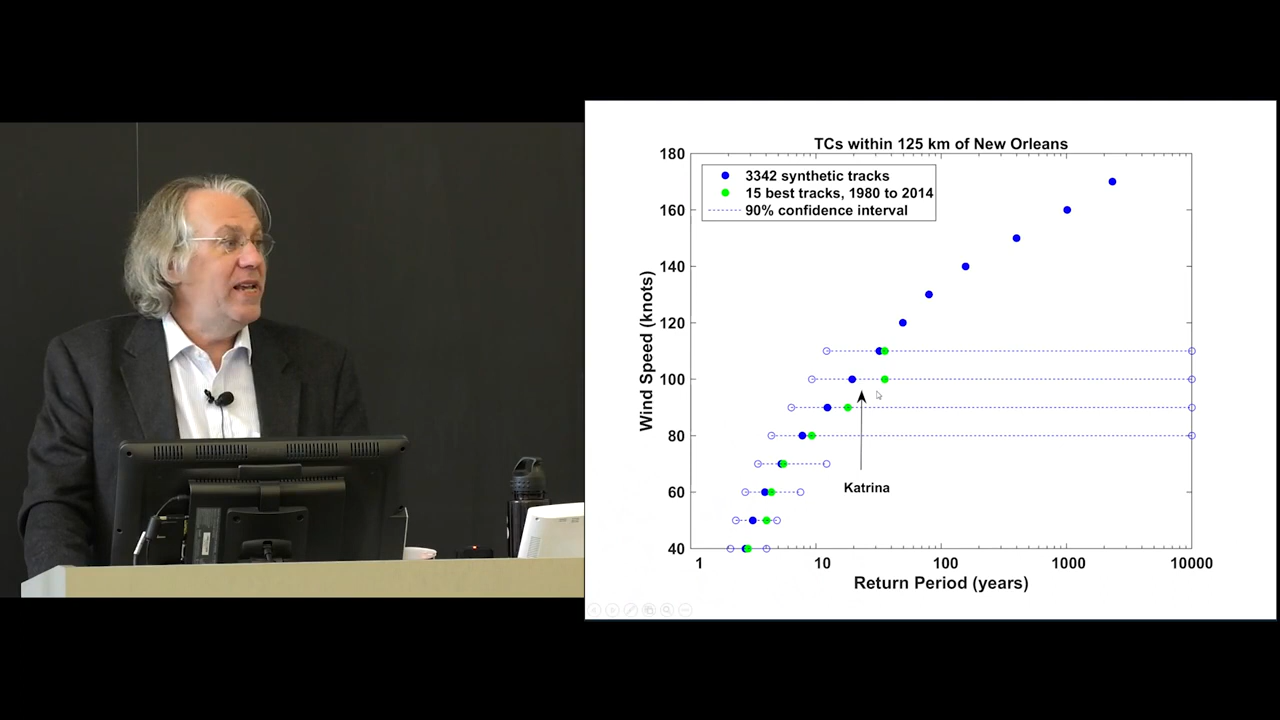 TCs within 125 km of New Orleans
180
3342 synthetic tracks
15 best tracks, 1980 to 2014
90% confidence interval
160
140
120
100
80
60
40
Wind Speed (knots)
Katrina
1 10 100 1000 10000
Return Period (years)